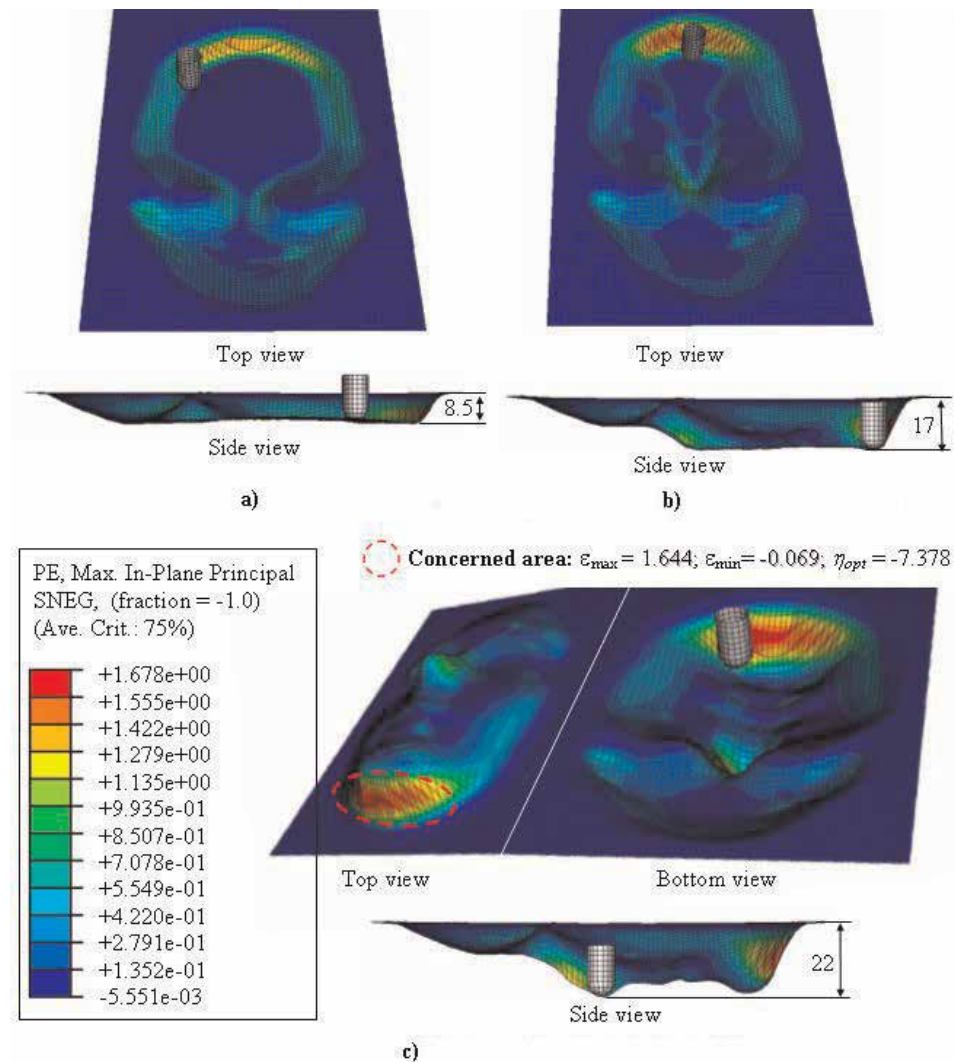 Top view
8.5
Side view
a)
Top view
17
Side view
b)
Concerned area: εmax = 1.644; εmin= -0.069; ηopt = -7.378
PE, Max. In-Plane Principal
SNEG, (fraction = -1.0)
(Ave. Crit.: 75%)
+1.678e+00
+1.555e+00
+1.422e+00
+1.279e+00
+1.135e+00
+9.935e-01
+8.507e-01
+7.078e-01
+5.549e-01
+4.220e-01
+2.791e-01
+1.352e-01
-5.551e-03
Top view
Bottom view
22
Side view
c)